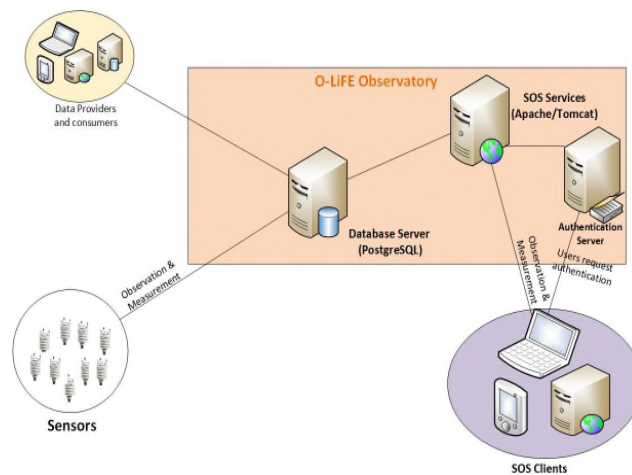 O-LiFE Observatory
Data Providers
and consumers
SOS Services
(Apache/Tomcat)
Database Server
(PostgreSQL)
Authentication
Server
Observation &
Measurement
Observation &
Measurement
Users request
authentication
Sensors
SOS Clients